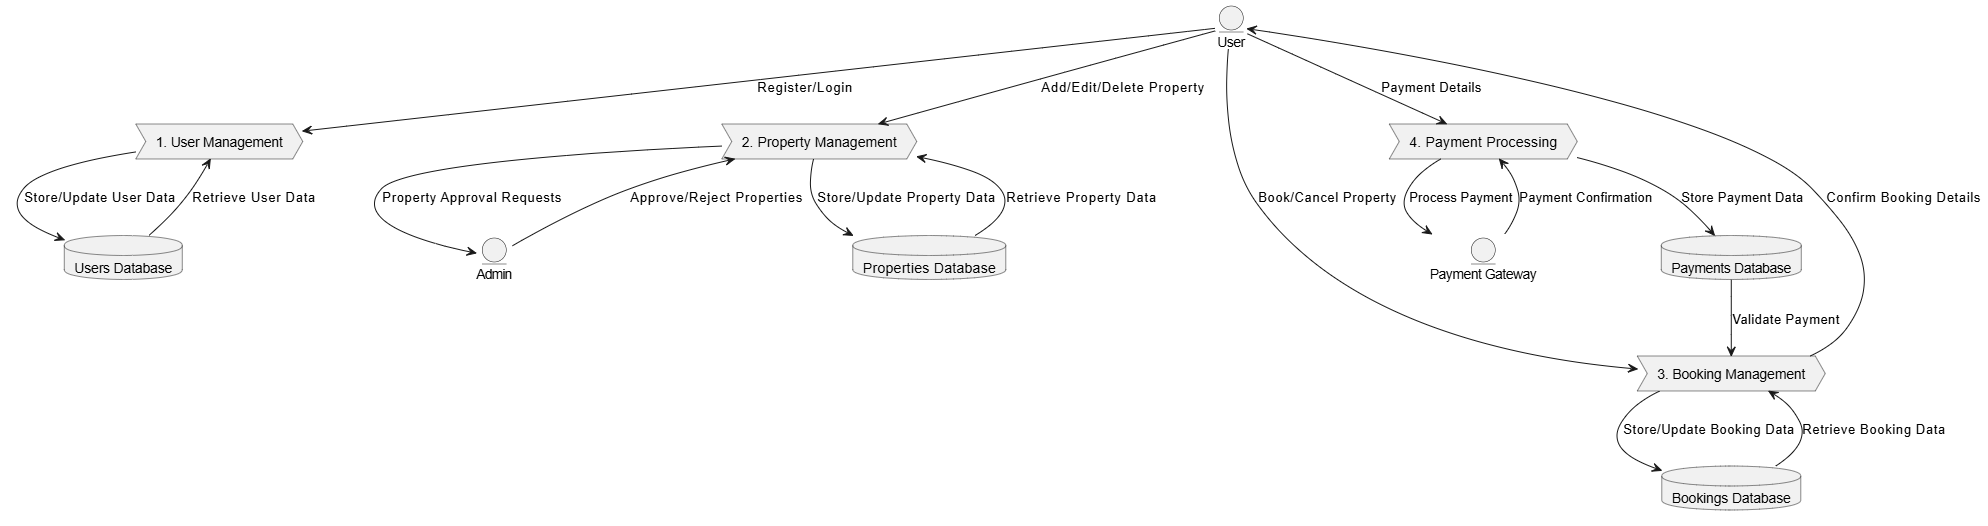 User
Register/Login
Add/Edit/Delete Property
Payment Details
1. User Management
2. Property Management
4. Payment Processing
Store/Update User Data
Retrieve User Data
Property Approval Requests
Approve/Reject Properties
Store/Update Property Data
Retrieve Property Data
Book/Cancel Property
Process Payment
Payment Confirmation
Store Payment Data
Confirm Booking Details
Users Database
Admin
Properties Database
Payment Gateway
Payments Database
Validate Payment
3. Booking Management
Store/Update Booking Data
Retrieve Booking Data
Bookings Database